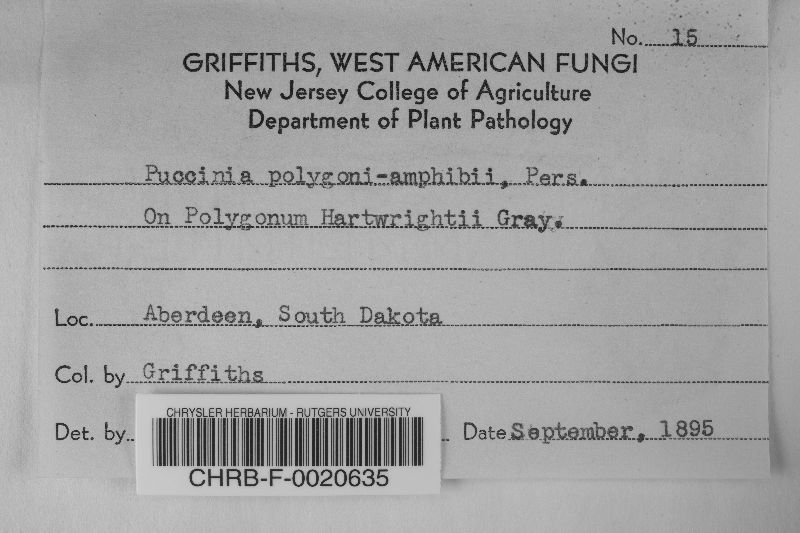 No. 15
GRIFFITHS, WEST AMERICAN FUNGI
New Jersey College of Agriculture
Department of Plant Pathology
Puccinia polygoni-amphibii, Pers.
On Polygonum Hartwrightii Gray.
Loc. Aberdeen, South Dakota
Col. by Griffiths
Det. by Date September, 1895
CHRYSLER HERBARIUM - RUTGERS UNIVERSITY
CHRB-F-0020635